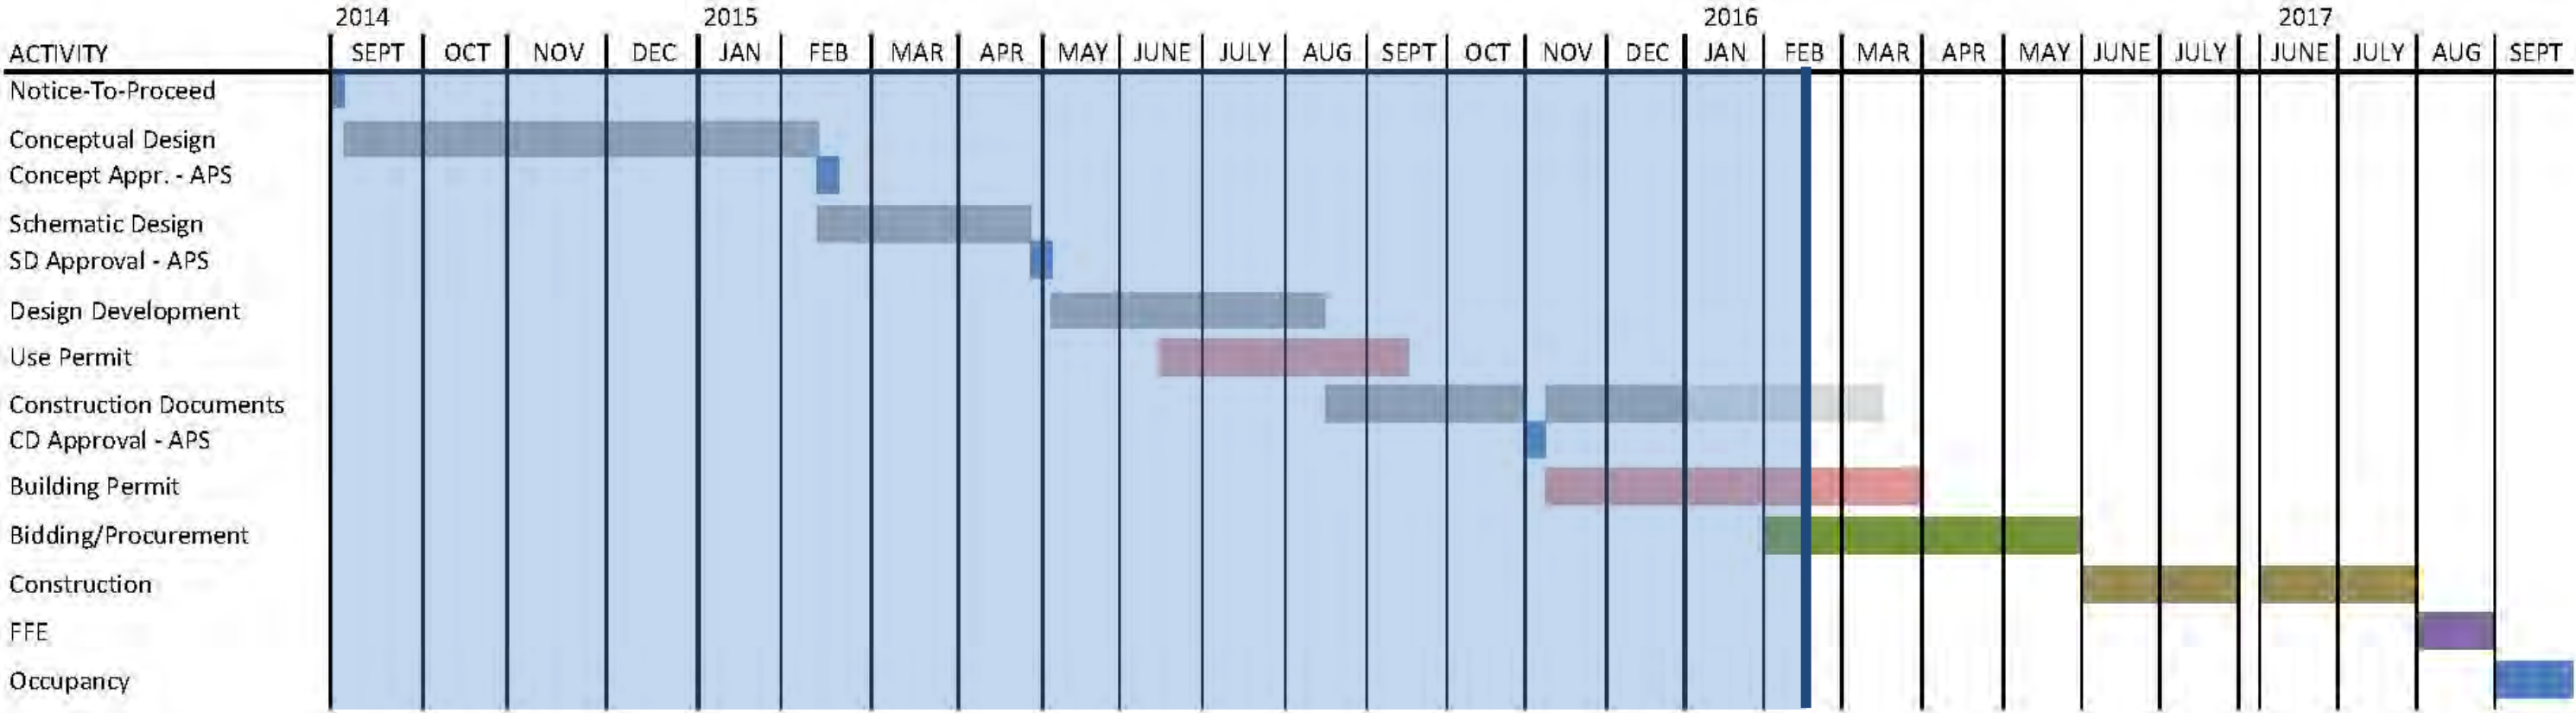 2014 2015 2016 2017
ACTIVITY SEPT OCT NOV DEC JAN FEB MAR APR MAY JUNE JULY AUG SEPT OCT NOV DEC JAN FEB MAR APR MAY JUNE JULY JUNE JULY AUG SEPT
Notice-To-Proceed
Conceptual Design
Concept Appr. - APS
Schematic Design
SD Approval - APS
Design Development
Use Permit
Construction Documents
CD Approval - APS
Building Permit
Bidding/Procurement
Construction
FFE
Occupancy